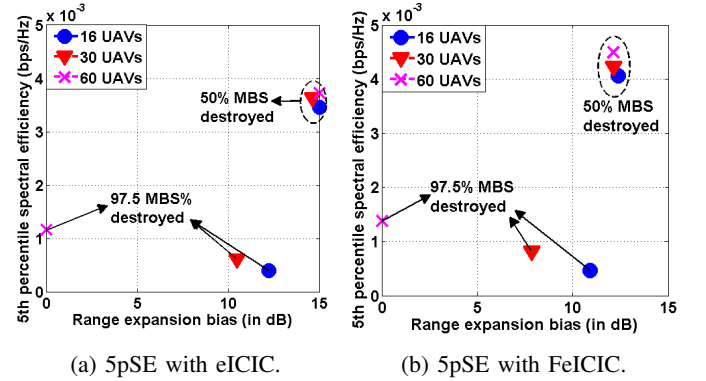 × 10⁻³
5
4
3
2
1
0
0
5
10
15
5th percentile spectral efficiency (bps/Hz)
Range expansion bias (in dB)
16 UAVs
30 UAVs
60 UAVs
50% MBS
destroyed
97.5 MBS%
destroyed
(a) 5pSE with eICIC.
× 10⁻³
5
4
3
2
1
0
0
5
10
15
5th percentile spectral efficiency (bps/Hz)
Range expansion bias (in dB)
16 UAVs
30 UAVs
60 UAVs
50% MBS
destroyed
97.5% MBS
destroyed
(b) 5pSE with FeICIC.